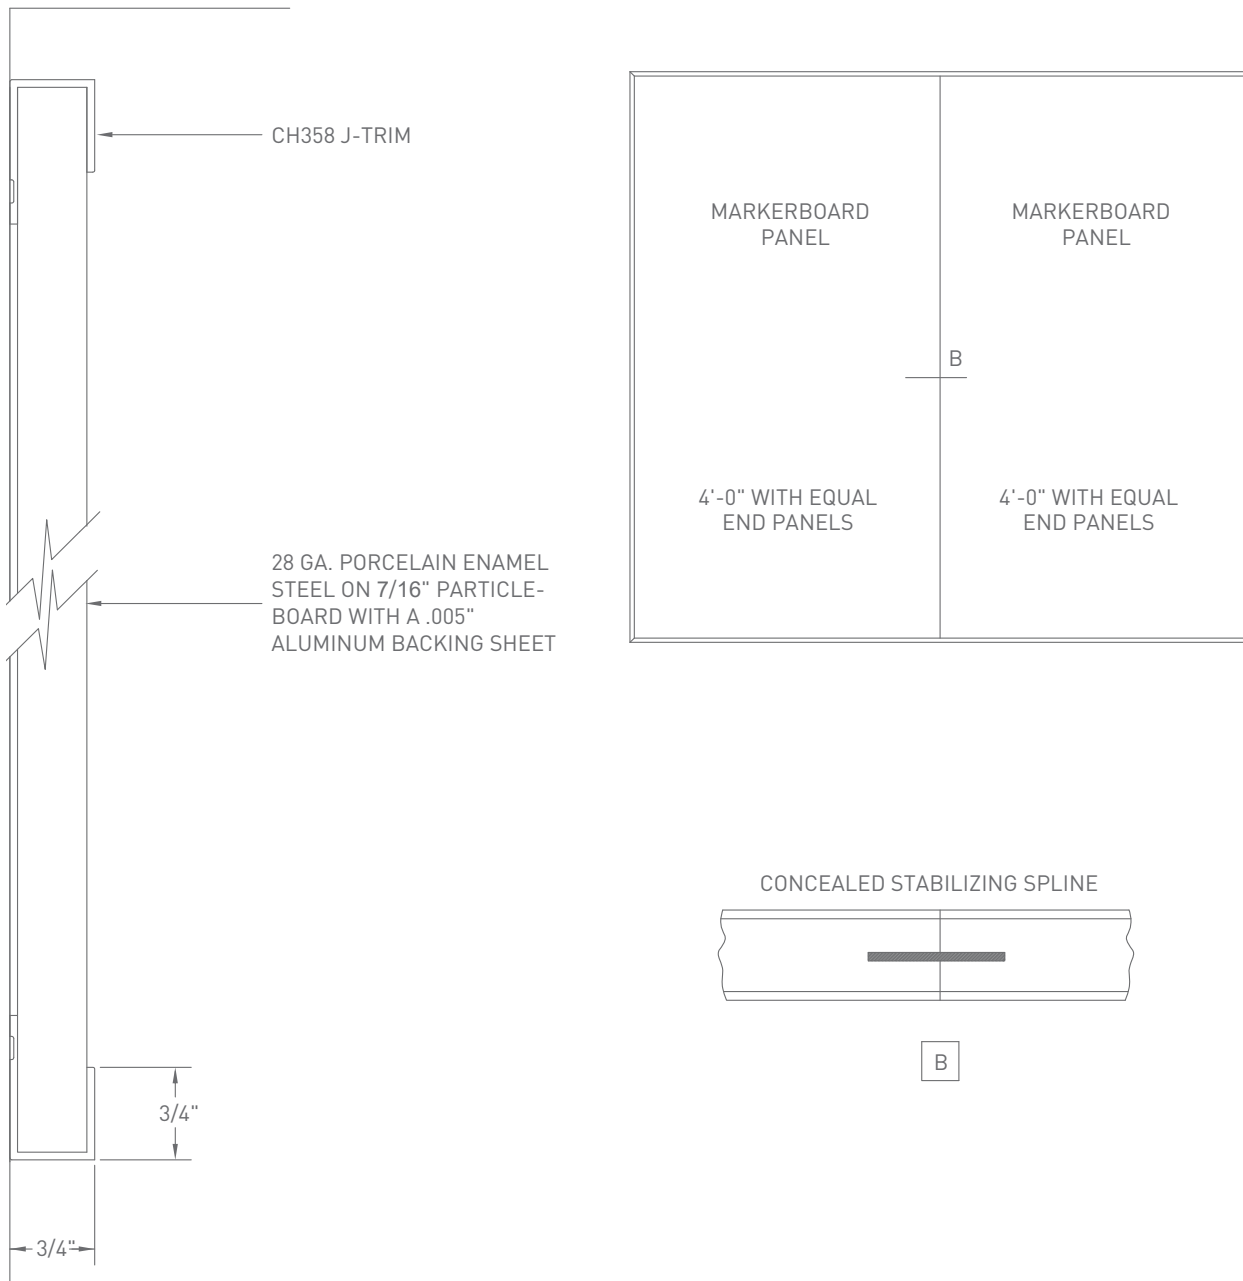 CH358 J-TRIM
28 GA. PORCELAIN ENAMEL
STEEL ON 7/16" PARTICLE-
BOARD WITH A .005"
ALUMINUM BACKING SHEET
3/4"
3/4"
MARKERBOARD
PANEL
MARKERBOARD
PANEL
B
4'-0" WITH EQUAL
END PANELS
4'-0" WITH EQUAL
END PANELS
CONCEALED STABILIZING SPLINE
B